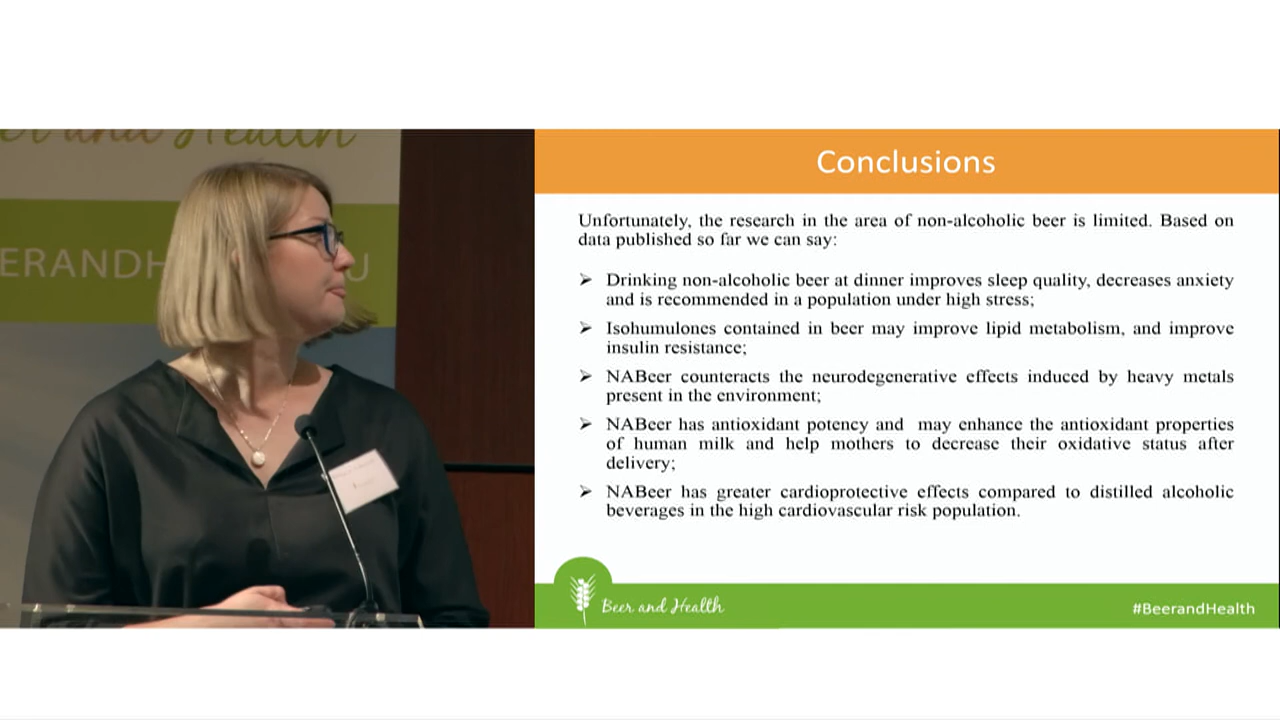 er and Health
ERANDH
U
Conclusions
Unfortunately, the research in the area of non-alcoholic beer is limited. Based on
data published so far we can say:
➢ Drinking non-alcoholic beer at dinner improves sleep quality, decreases anxiety
and is recommended in a population under high stress;
➢ Isohumulones contained in beer may improve lipid metabolism, and improve
insulin resistance;
➢ NABeer counteracts the neurodegenerative effects induced by heavy metals
present in the environment;
➢ NABeer has antioxidant potency and may enhance the antioxidant properties
of human milk and help mothers to decrease their oxidative status after
delivery;
➢ NABeer has greater cardioprotective effects compared to distilled alcoholic
beverages in the high cardiovascular risk population.
Beer and Health
#BeerandHealth